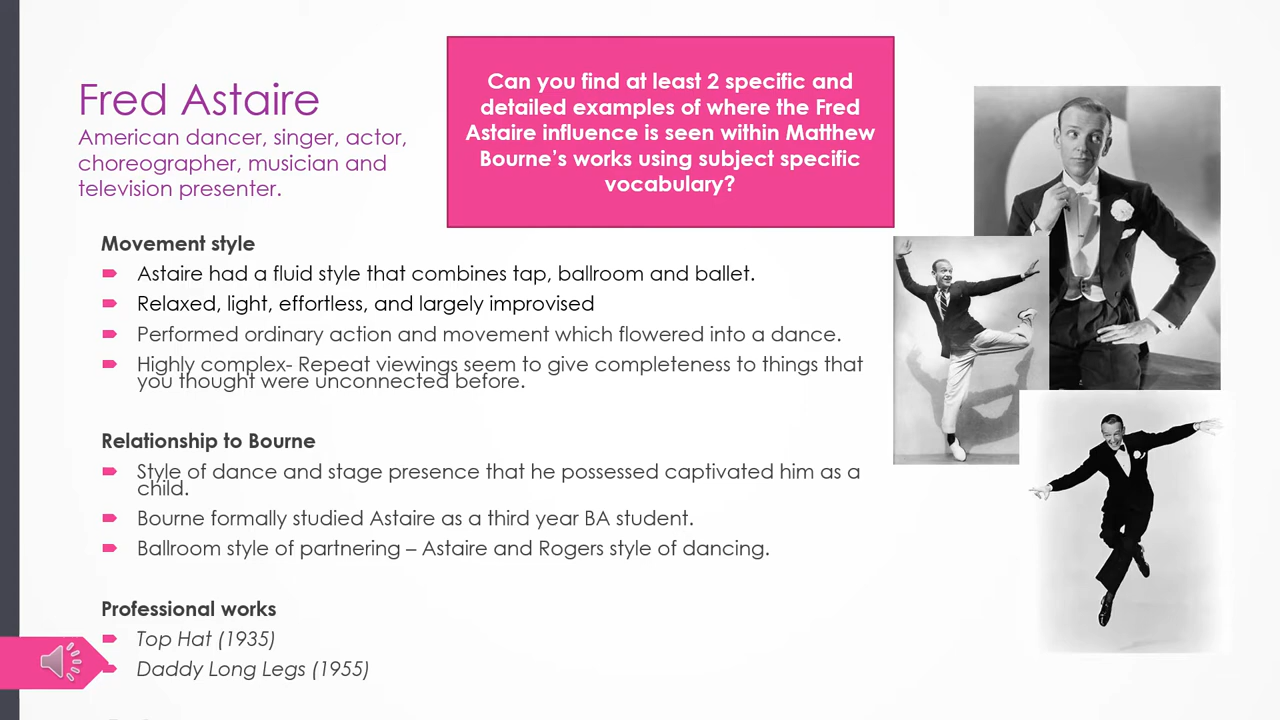 Fred Astaire
American dancer, singer, actor,
choreographer, musician and
television presenter.
Can you find at least 2 specific and
detailed examples of where the Fred
Astaire influence is seen within Matthew
Bourne’s works using subject specific
vocabulary?
Movement style
Astaire had a fluid style that combines tap, ballroom and ballet.
Relaxed, light, effortless, and largely improvised
Performed ordinary action and movement which flowered into a dance.
Highly complex- Repeat viewings seem to give completeness to things that
you thought were unconnected before.
Relationship to Bourne
Style of dance and stage presence that he possessed captivated him as a
child.
Bourne formally studied Astaire as a third year BA student.
Ballroom style of partnering – Astaire and Rogers style of dancing.
Professional works
Top Hat (1935)
Daddy Long Legs (1955)